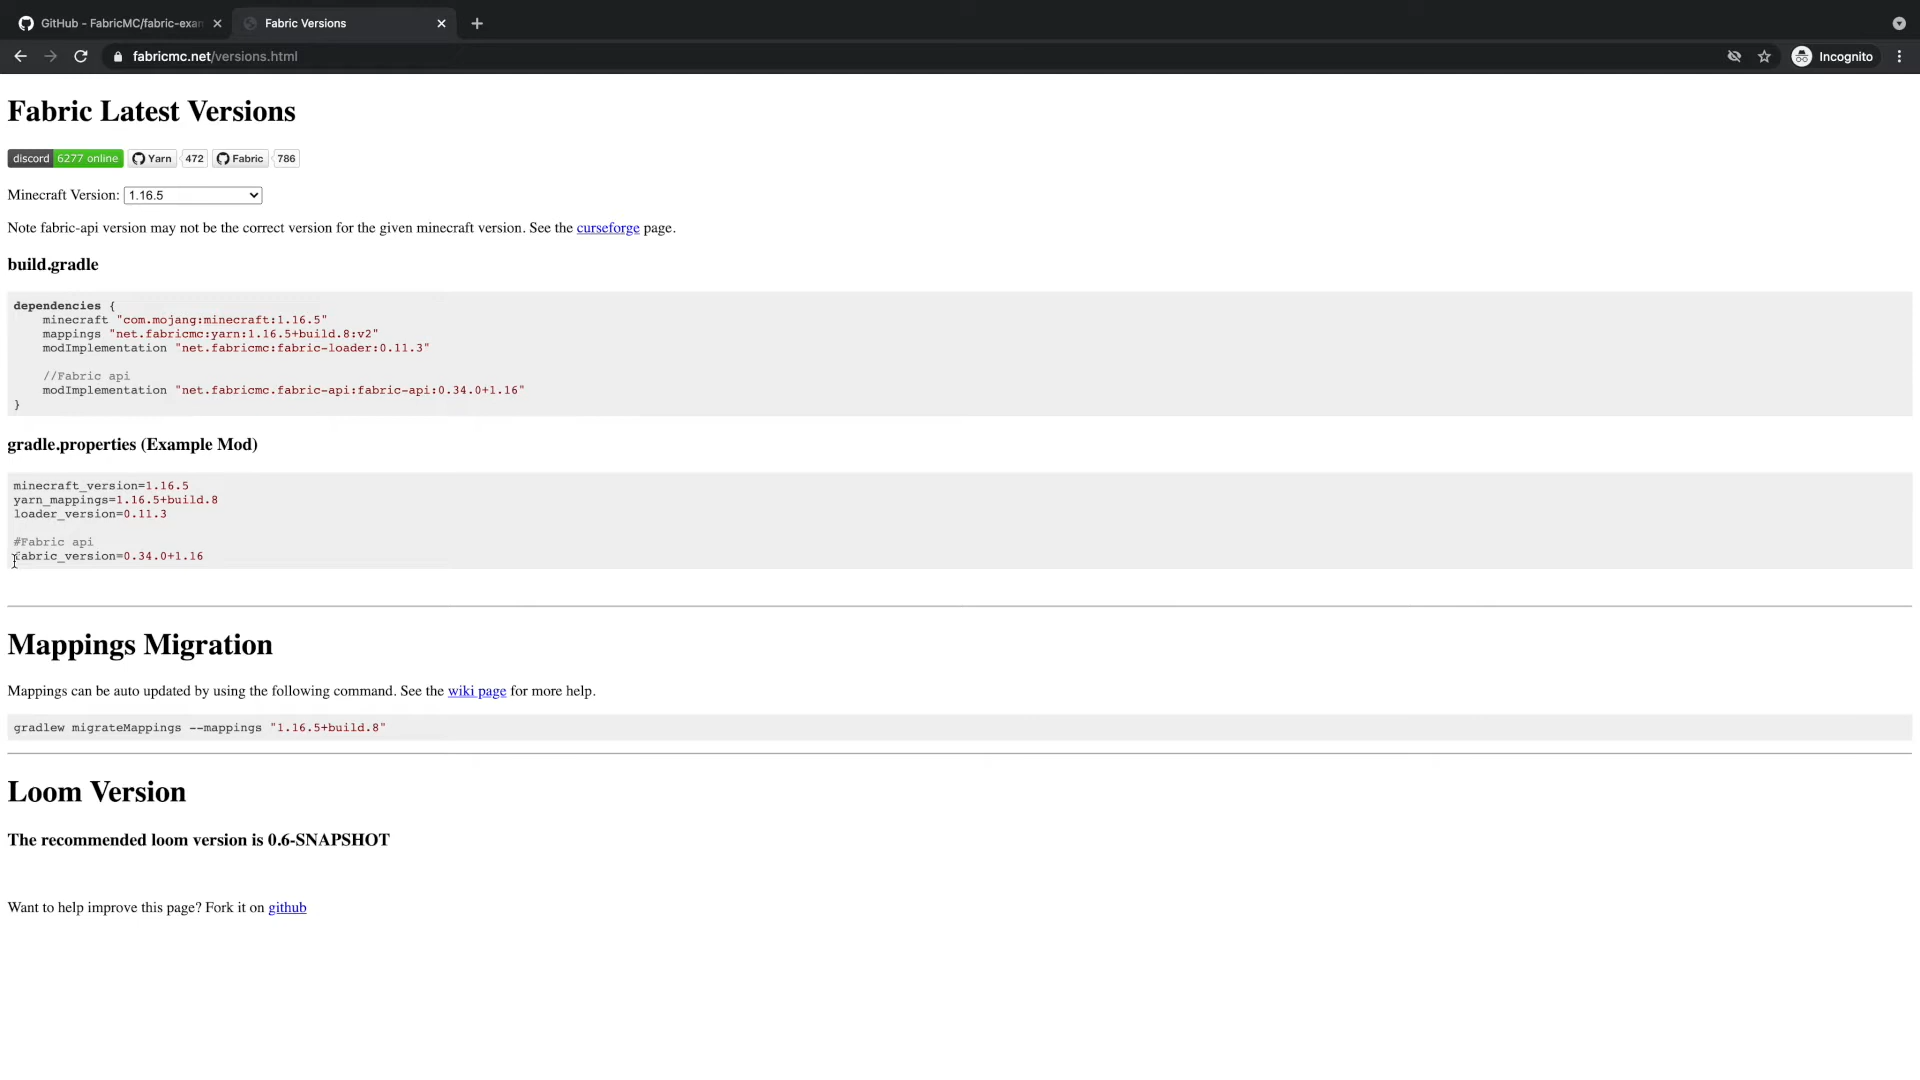 GitHub - FabricMC/fabric-exam
Fabric Versions
fabricmc.net/versions.html
Incognito
Fabric Latest Versions
discord 6277 online Yarn 472 Fabric 786
Minecraft Version: 1.16.5
Note fabric-api version may not be the correct version for the given minecraft version. See the curseforge page.
build.gradle
dependencies {
minecraft "com.mojang:minecraft:1.16.5"
mappings "net.fabricmc:yarn:1.16.5+build.8:v2"
modImplementation "net.fabricmc:fabric-loader:0.11.3"
//Fabric api
modImplementation "net.fabricmc.fabric-api:fabric-api:0.34.0+1.16"
}
gradle.properties (Example Mod)
minecraft_version=1.16.5
yarn_mappings=1.16.5+build.8
loader_version=0.11.3
#Fabric api
fabric_version=0.34.0+1.16
Mappings Migration
Mappings can be auto updated by using the following command. See the wiki page for more help.
gradlew migrateMappings --mappings "1.16.5+build.8"
Loom Version
The recommended loom version is 0.6-SNAPSHOT
Want to help improve this page? Fork it on github